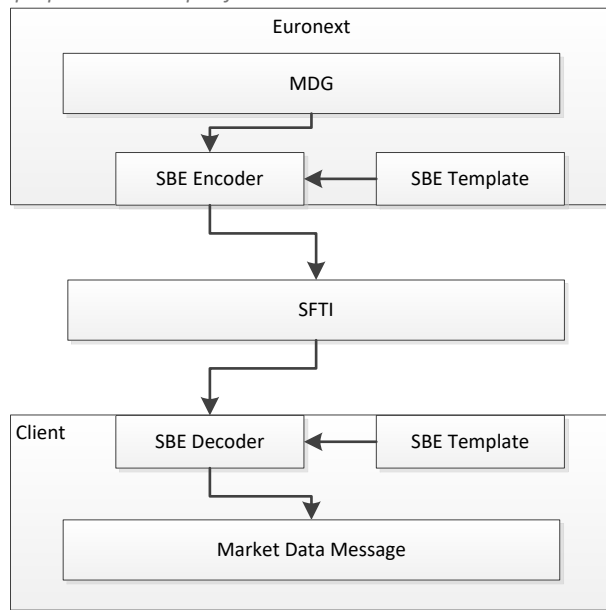 Euronext
MDG
SBE Encoder
SBE Template
SFTI
Client
SBE Decoder
SBE Template
Market Data Message